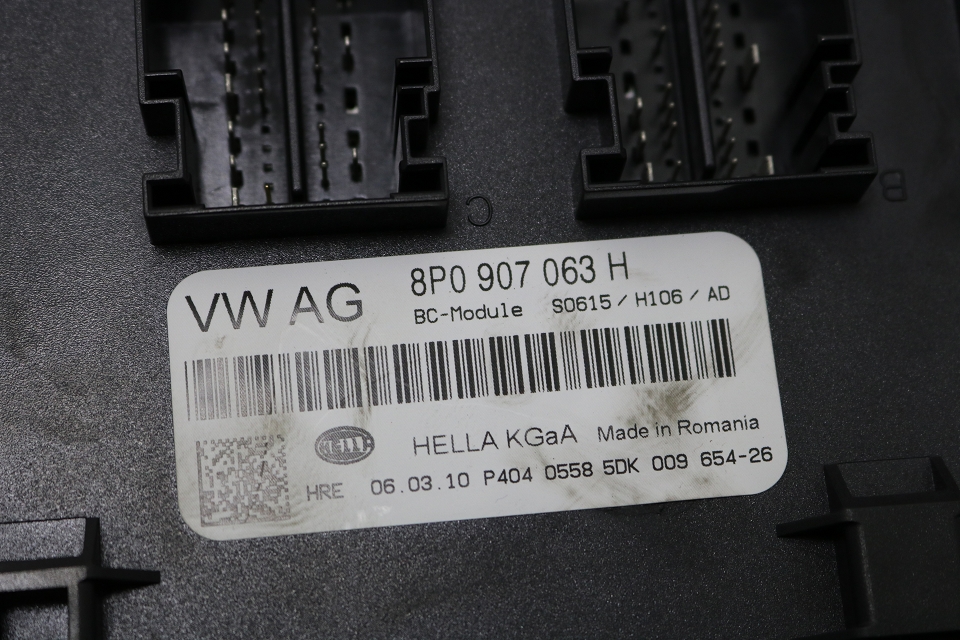 C
B
VW AG
8P0 907 063 H
BC-Module S0615 / H106 / AD
HELLA
HELLA KGaA Made in Romania
HRE 06.03.10 P404 0558 5DK 009 654-26